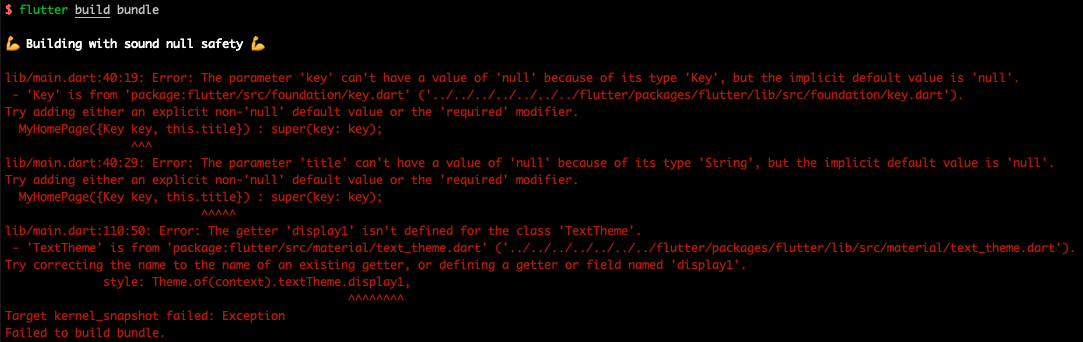 $ flutter build bundle
💪 Building with sound null safety 💪
lib/main.dart:40:19: Error: The parameter 'key' can't have a value of 'null' because of its type 'Key', but the implicit default value is 'null'.
 - 'Key' is from 'package:flutter/src/foundation/key.dart' ('../../../../../../../flutter/packages/flutter/lib/src/foundation/key.dart').
Try adding either an explicit non-'null' default value or the 'required' modifier.
  MyHomePage({Key key, this.title}) : super(key: key);
                  ^^^
lib/main.dart:40:29: Error: The parameter 'title' can't have a value of 'null' because of its type 'String', but the implicit default value is 'null'.
Try adding either an explicit non-'null' default value or the 'required' modifier.
  MyHomePage({Key key, this.title}) : super(key: key);
                            ^^^^^
lib/main.dart:110:50: Error: The getter 'display1' isn't defined for the class 'TextTheme'.
 - 'TextTheme' is from 'package:flutter/src/material/text_theme.dart' ('../../../../../../../flutter/packages/flutter/lib/src/material/text_theme.dart').
Try correcting the name to the name of an existing getter, or defining a getter or field named 'display1'.
              style: Theme.of(context).textTheme.display1,
                                                 ^^^^^^^^
Target kernel_snapshot failed: Exception
Failed to build bundle.